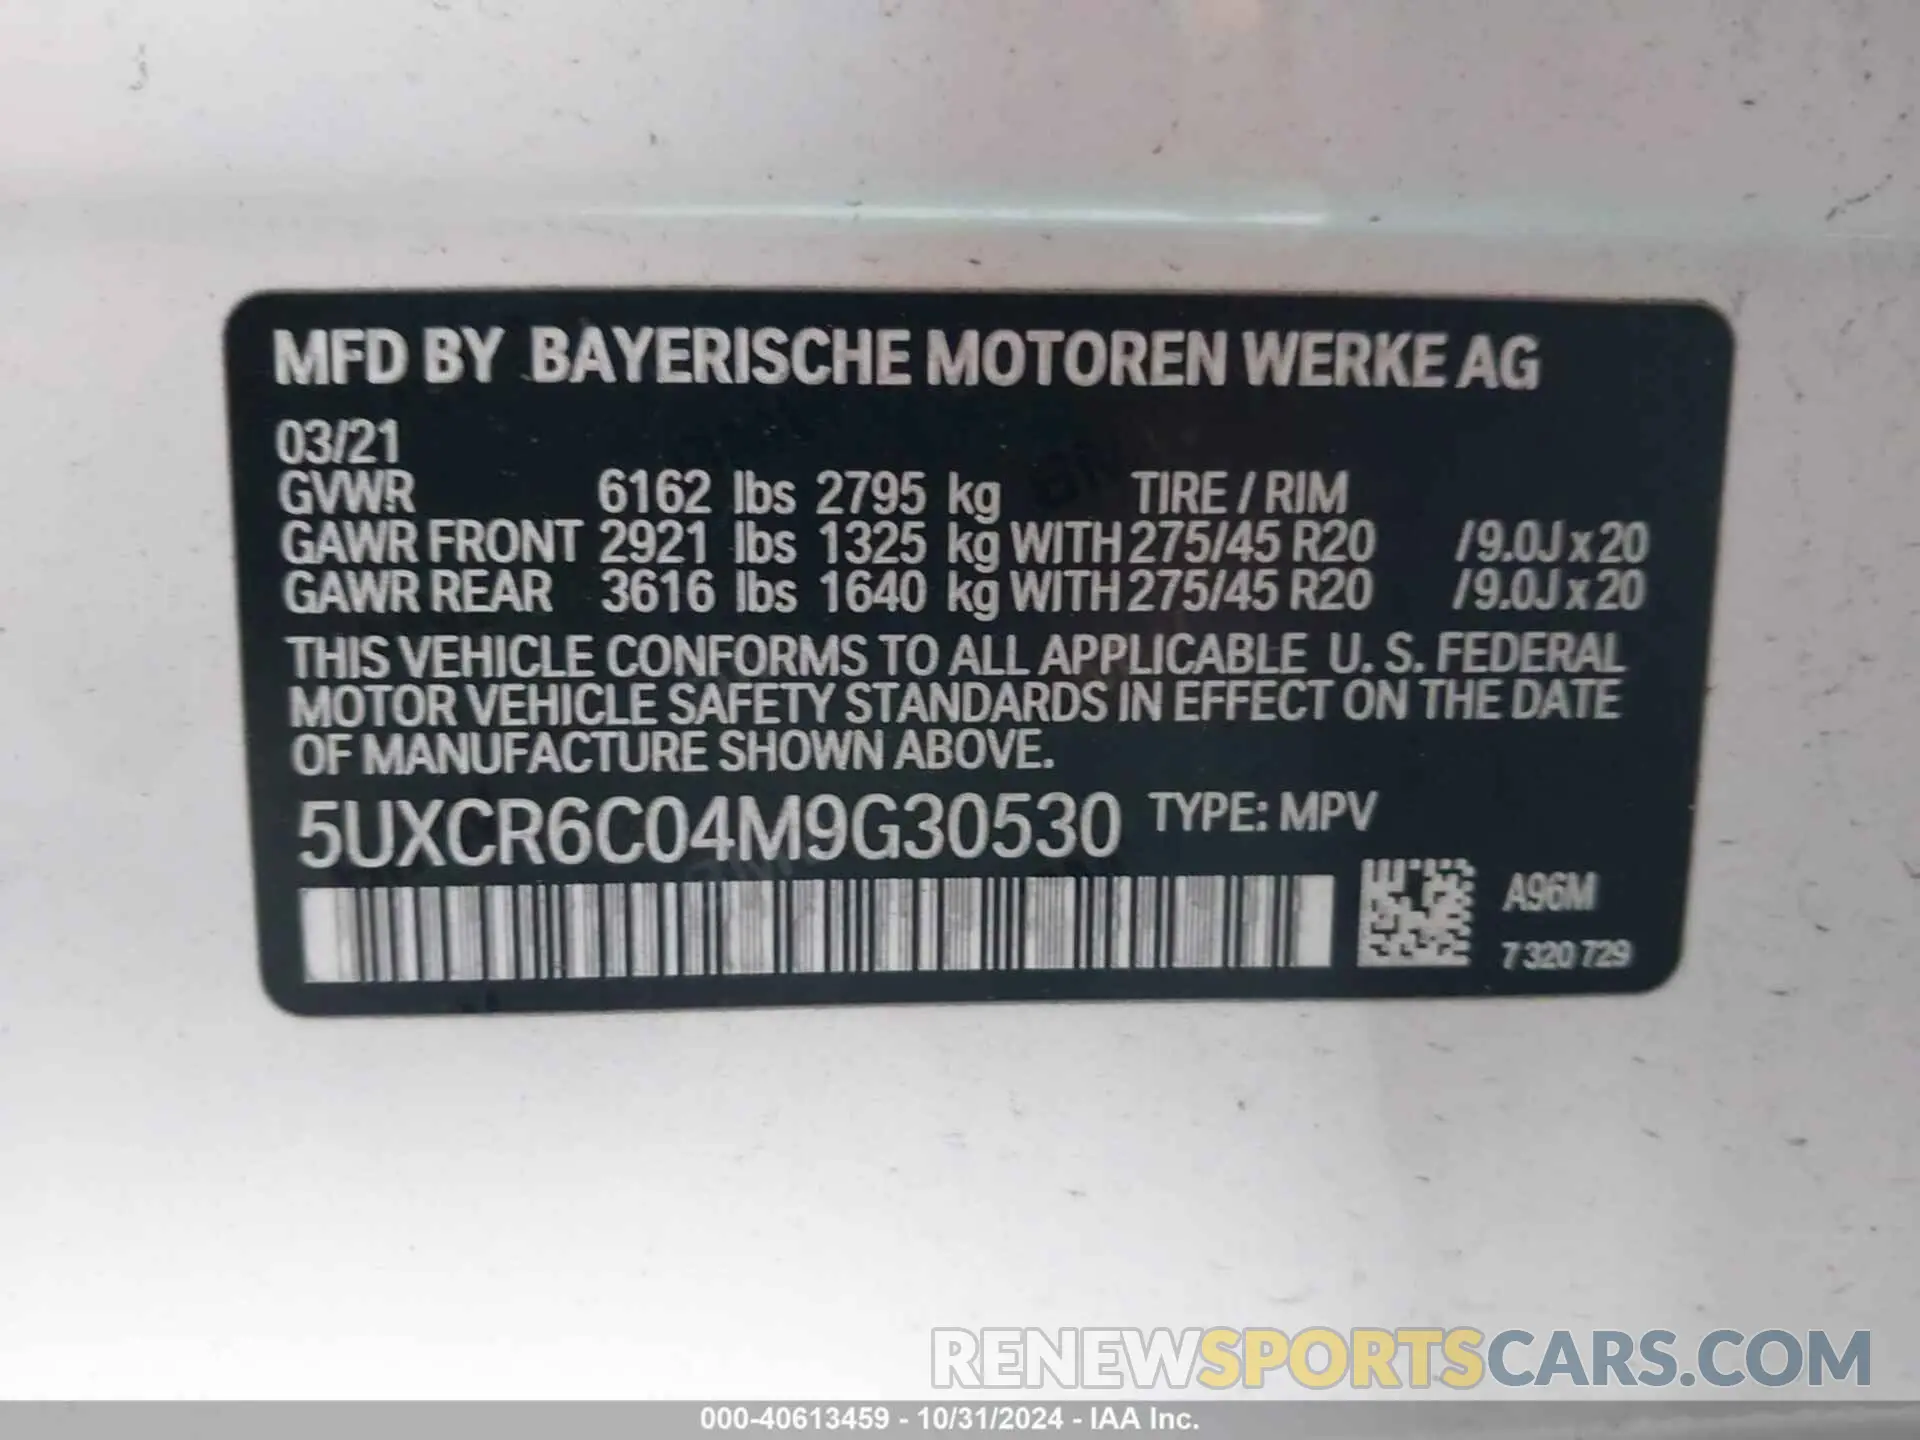 MFD BY BAYERISCHE MOTOREN WERKE AG
03/21
GVWR 6162 lbs 2795 kg TIRE / RIM
GAWR FRONT 2921 lbs 1325 kg WITH 275/45 R20 /9.0J x 20
GAWR REAR 3616 lbs 1640 kg WITH 275/45 R20 /9.0J x 20
THIS VEHICLE CONFORMS TO ALL APPLICABLE U. S. FEDERAL
MOTOR VEHICLE SAFETY STANDARDS IN EFFECT ON THE DATE
OF MANUFACTURE SHOWN ABOVE.
5UXCR6C04M9G30530 TYPE: MPV
A96M
7 320 729
RENEWSPORTSCARS.COM
000-40613459 - 10/31/2024 - IAA Inc.